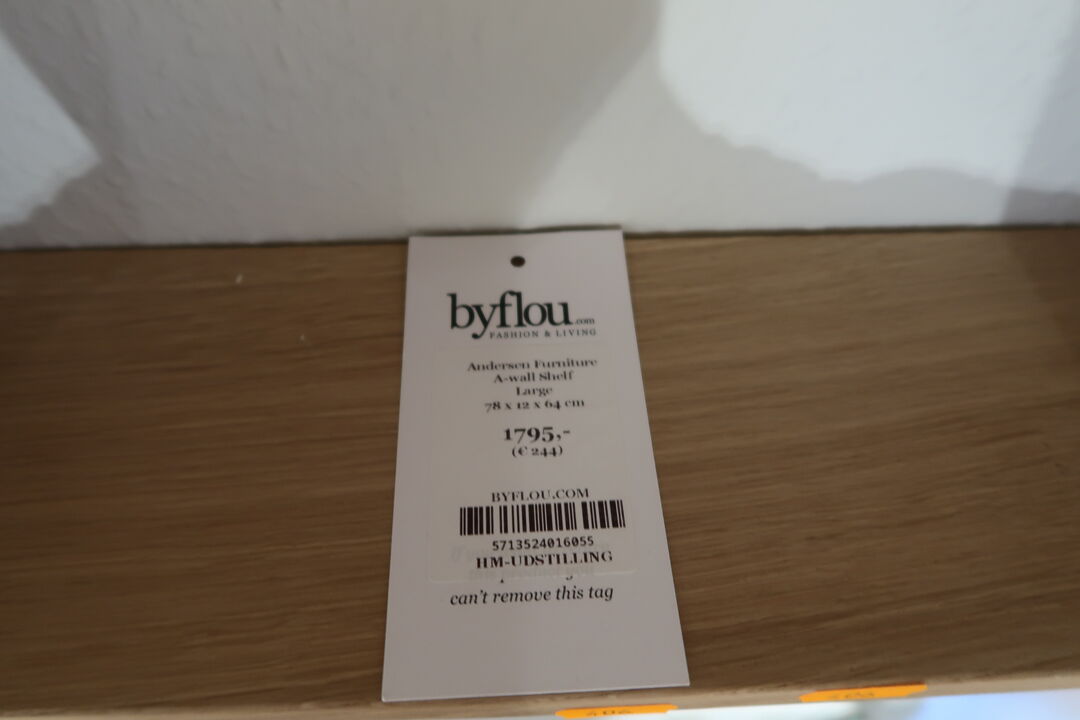 byflou.com
FASHION & LIVING
Andersen Furniture
A-wall Shelf
Large
78 x 12 x 64 cm
1795,-
(€ 244)
BYFLOU.COM
5713524016055
HM-UDSTILLING
can't remove this tag